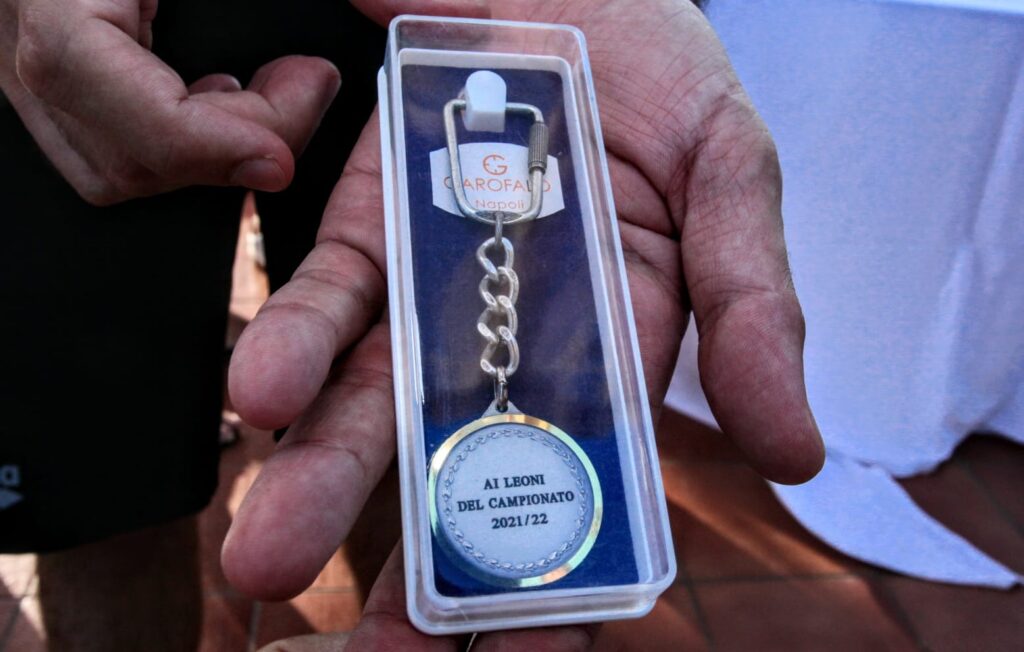 G
GAROFALO
Napoli
AI LEONI
DEL CAMPIONATO
2021/22